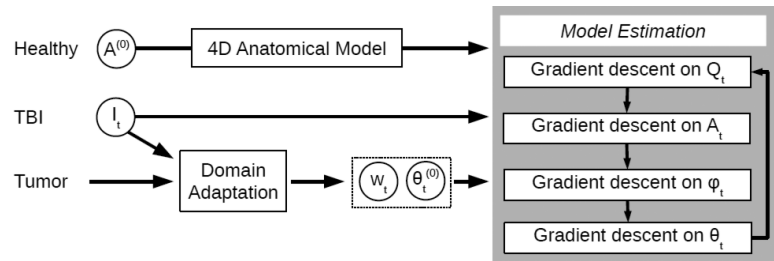 Healthy
A⁽⁰⁾
4D Anatomical Model
TBI
Iₜ
Tumor
Domain
Adaptation
wₜ
θₜ⁽⁰⁾
Model Estimation
Gradient descent on Qₜ
Gradient descent on Aₜ
Gradient descent on φₜ
Gradient descent on θₜ